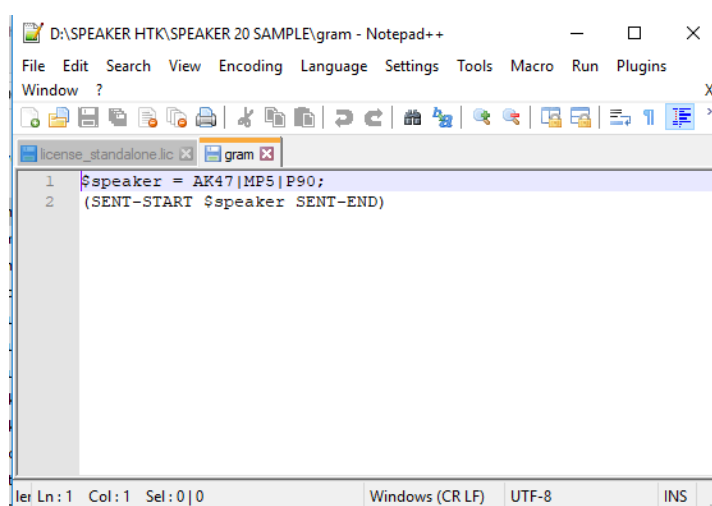 D:\SPEAKER HTK\SPEAKER 20 SAMPLE\gram - Notepad++
File Edit Search View Encoding Language Settings Tools Macro Run Plugins
Window ? X
license_standalone.lic gram
1 $speaker = AK47|MP5|P90;
2 (SENT-START $speaker SENT-END)
ler Ln : 1 Col : 1 Sel : 0 | 0 Windows (CR LF) UTF-8 INS